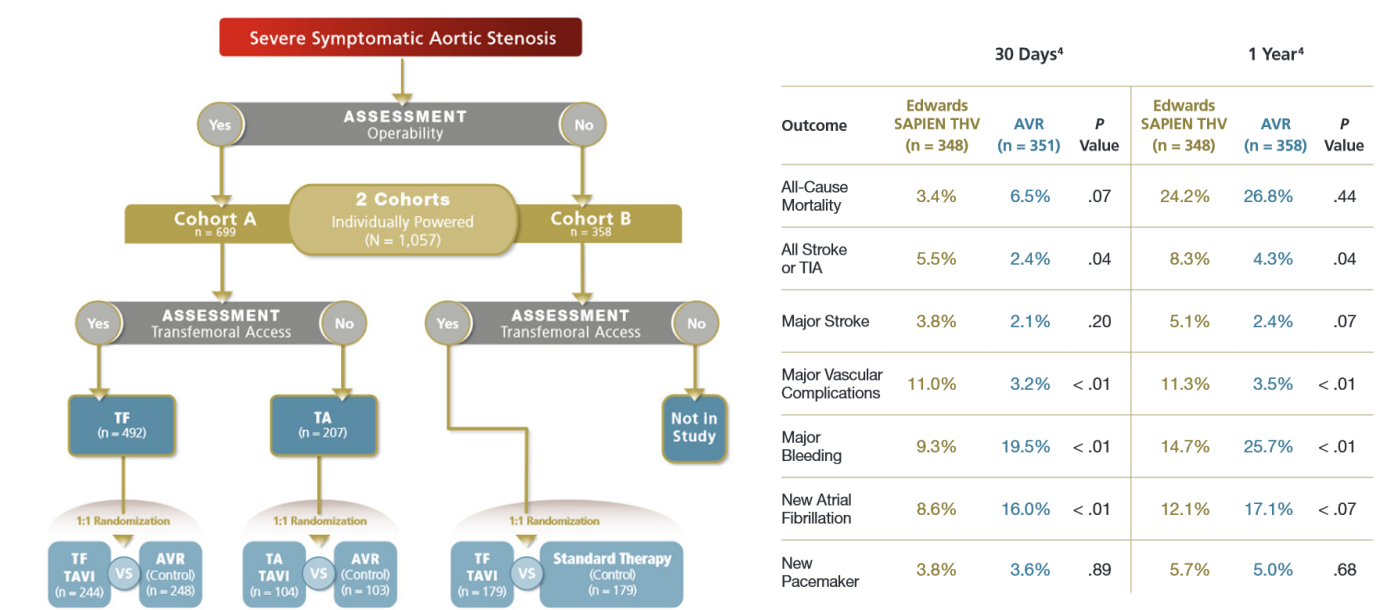 Severe Symptomatic Aortic Stenosis
Yes
ASSESSMENT
Operability
No
Cohort A
n = 699
2 Cohorts
Individually Powered
(N = 1,057)
Cohort B
n = 358
Yes
ASSESSMENT
Transfemoral Access
No
Yes
ASSESSMENT
Transfemoral Access
No
TF
(n = 492)
TA
(n = 207)
Not in
Study
1:1 Randomization
1:1 Randomization
1:1 Randomization
TF
TAVI
(n = 244)
VS
AVR
(Control)
(n = 248)
TA
TAVI
(n = 104)
VS
AVR
(Control)
(n = 103)
TF
TAVI
(n = 179)
VS
Standard Therapy
(Control)
(n = 179)
30 Days⁴ 1 Year⁴
Outcome
Edwards
SAPIEN THV
(n = 348)
AVR
(n = 351)
P
Value
Edwards
SAPIEN THV
(n = 348)
AVR
(n = 358)
P
Value
All-Cause
Mortality
3.4% 6.5% .07 24.2% 26.8% .44
All Stroke
or TIA
5.5% 2.4% .04 8.3% 4.3% .04
Major Stroke 3.8% 2.1% .20 5.1% 2.4% .07
Major Vascular
Complications
11.0% 3.2% < .01 11.3% 3.5% < .01
Major
Bleeding
9.3% 19.5% < .01 14.7% 25.7% < .01
New Atrial
Fibrillation
8.6% 16.0% < .01 12.1% 17.1% < .07
New
Pacemaker
3.8% 3.6% .89 5.7% 5.0% .68